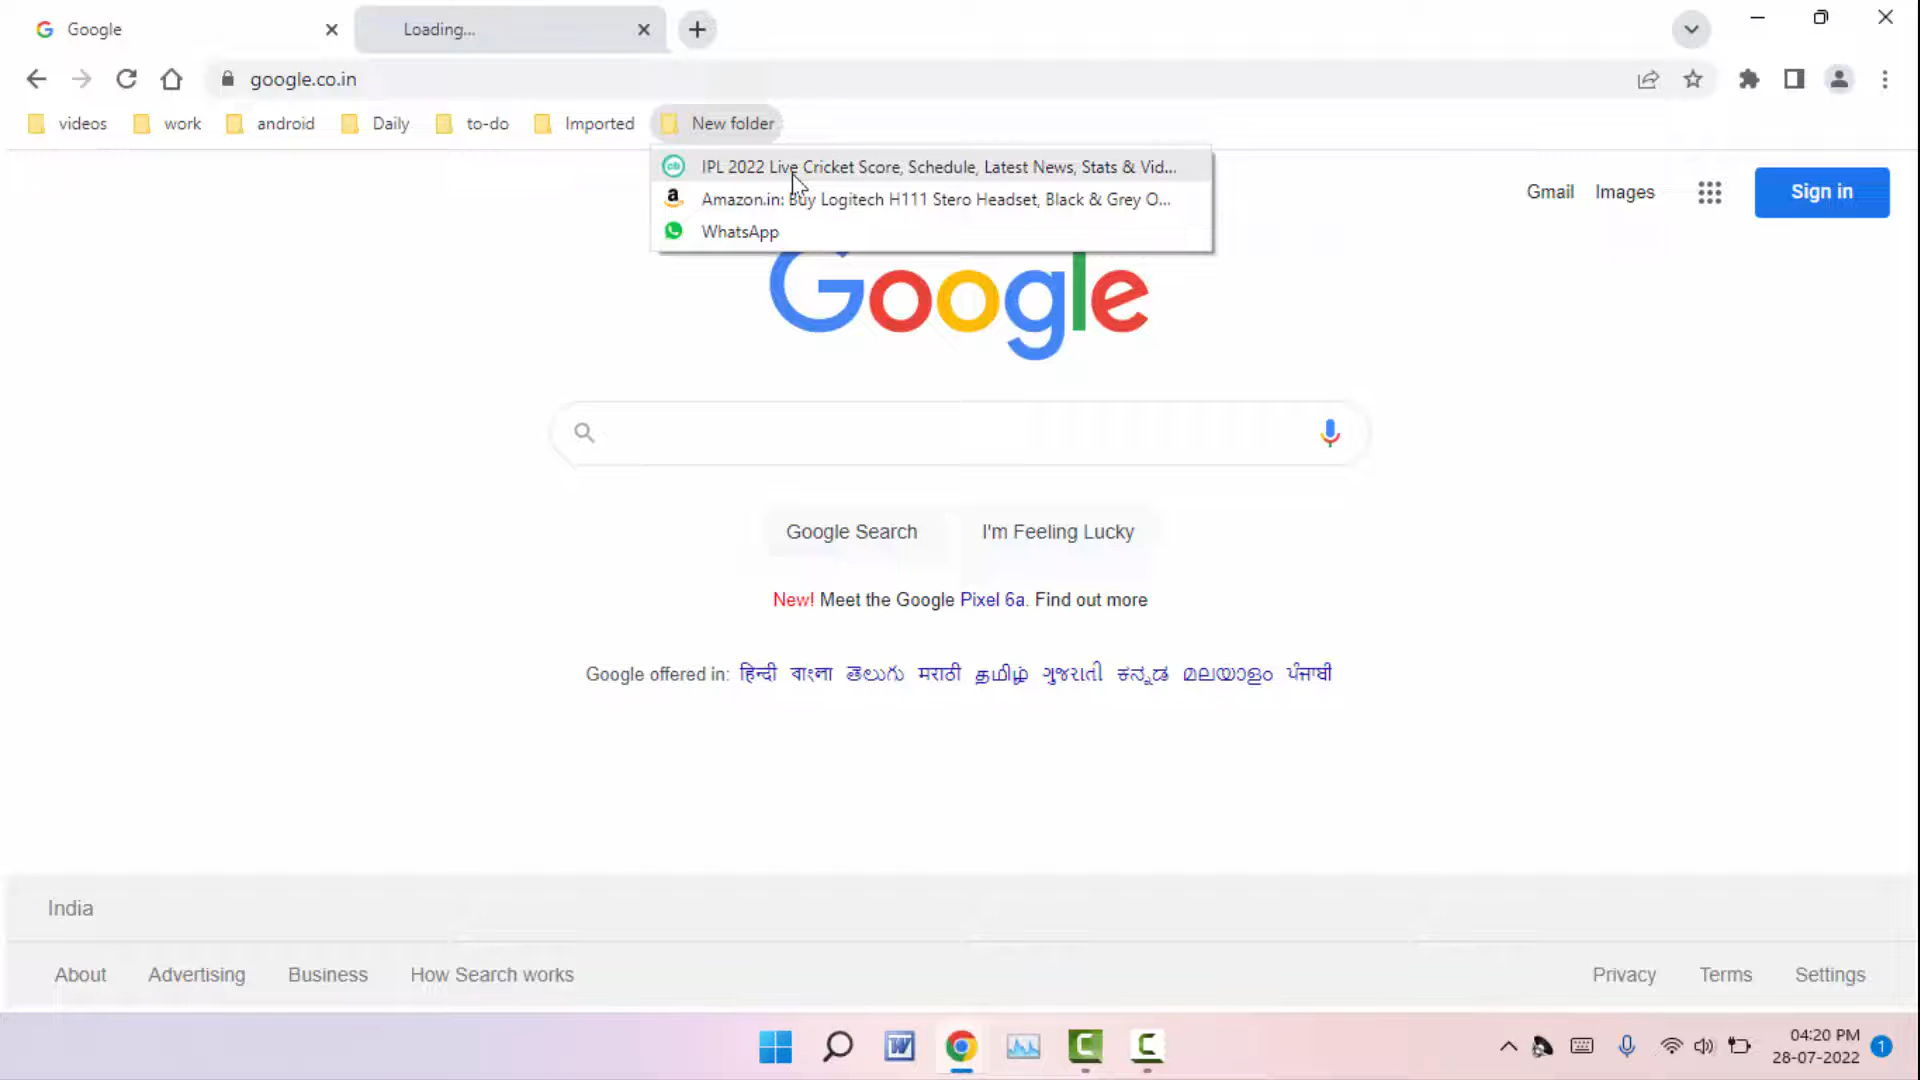 Google
Loading...
google.co.in
videos work android Daily to-do Imported New folder
IPL 2022 Live Cricket Score, Schedule, Latest News, Stats & Vid...
Amazon.in: Buy Logitech H111 Stero Headset, Black & Grey O...
WhatsApp
Gmail Images Sign in
Google
Google Search I'm Feeling Lucky
New! Meet the Google Pixel 6a. Find out more
Google offered in: हिन्दी বাংলা తెలుగు मराठी தமிழ் ગુજરાતી ಕನ್ನಡ മലയാളം ਪੰਜਾਬੀ
India
About Advertising Business How Search works Privacy Terms Settings
04:20 PM
28-07-2022
1